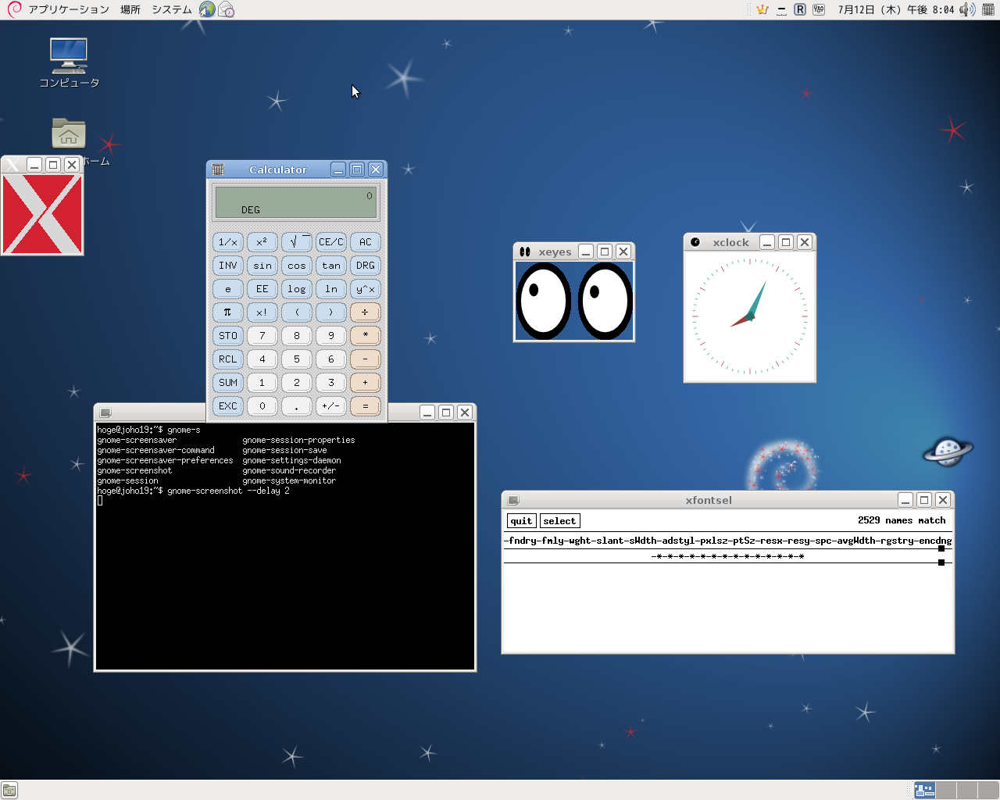 アプリケーション 場所 システム
R 7月12日（木）午後 8:04
コンピュータ
ホーム
Calculator
0
DEG
1/x x² √ CE/C AC
INV sin cos tan DRG
e EE log ln y^x
π x! ( ) ÷
STO 7 8 9 *
RCL 4 5 6 -
SUM 1 2 3 +
EXC 0 . +/- =
xeyes
xclock
hoge@joho19:~$ gnome-s
gnome-screensaver gnome-session-properties
gnome-screensaver-command gnome-session-save
gnome-screensaver-preferences gnome-settings-daemon
gnome-screenshot gnome-sound-recorder
gnome-session gnome-system-monitor
hoge@joho19:~$ gnome-screenshot --delay 2
xfontsel
quit select 2529 names match
-fndry-fmly-wght-slant-sWdth-adstyl-pxlsz-ptSz-resx-resy-spc-avgWdth-rgstry-encdng
-*-*-*-*-*-*-*-*-*-*-*-*-*-*